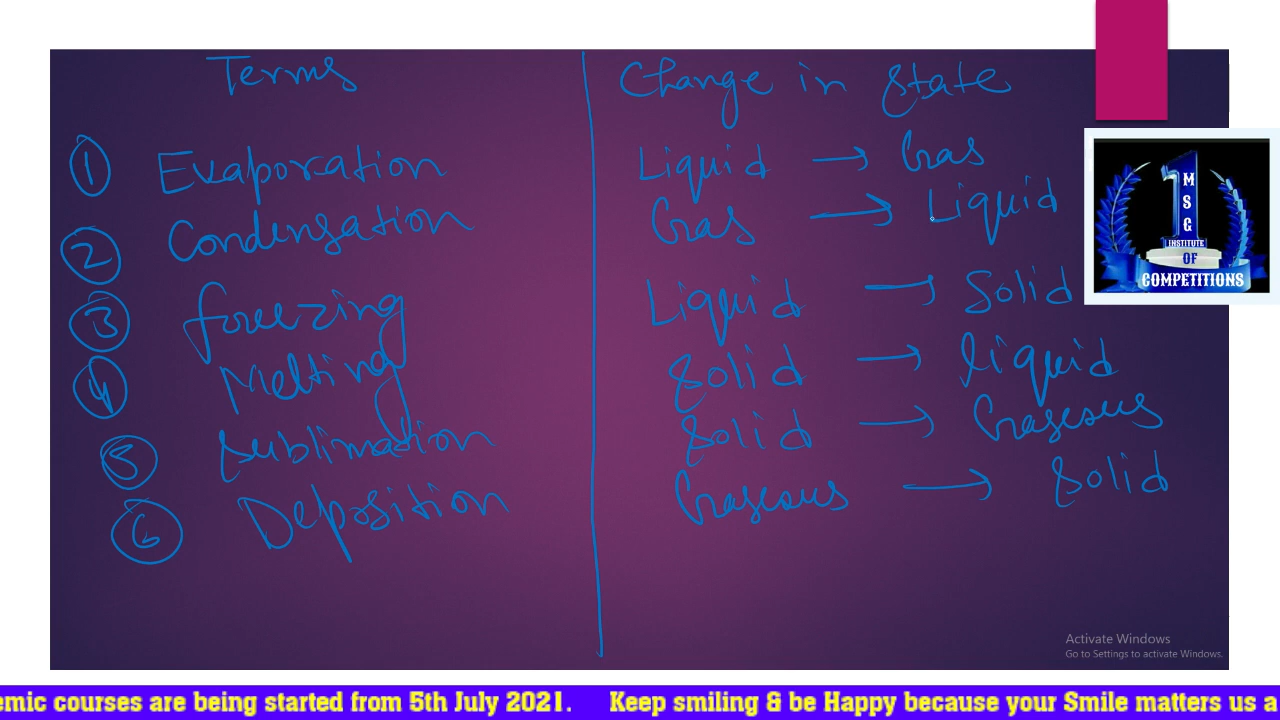 Terms Change in State
1 Evaporation Liquid → Gas
2 Condensation Gas → Liquid
3 freezing Liquid → Solid
4 Melting Solid → liquid
5 Sublimation Solid → Gaseous
6 Deposition Gaseous → Solid
1
MSG
INSTITUTE
OF
COMPETITIONS
Activate Windows
Go to Settings to activate Windows.
emic courses are being started from 5th July 2021. Keep smiling & be Happy because your Smile matters us a